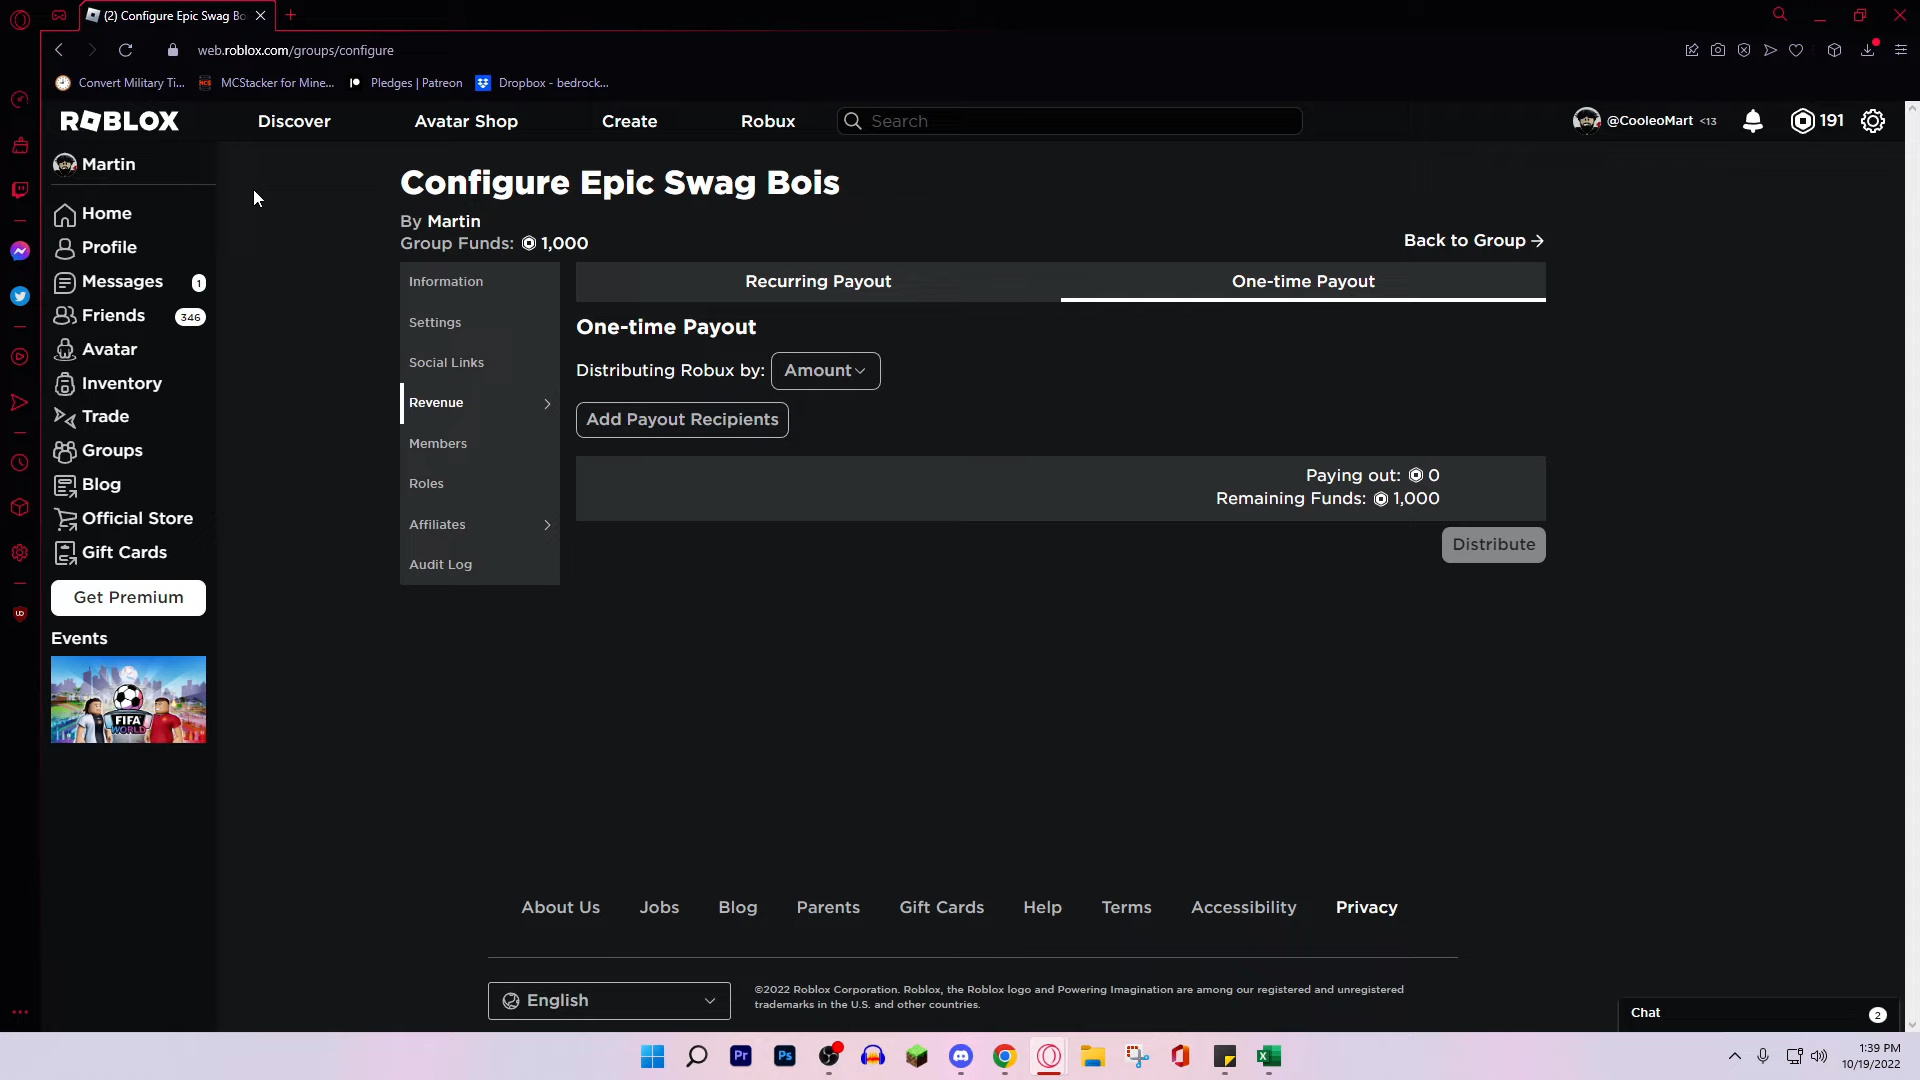 (2) Configure Epic Swag Bo
web.roblox.com/groups/configure
Convert Military Ti...
MCStacker for Mine...
Pledges | Patreon
Dropbox - bedrock...
ROBLOX
Discover
Avatar Shop
Create
Robux
Search
@CooleoMart <13
191
Martin
Home
Profile
Messages 1
Friends 346
Avatar
Inventory
Trade
Groups
Blog
Official Store
Gift Cards
Get Premium
Events
FIFA
WORLD
Configure Epic Swag Bois
By Martin
Group Funds: 1,000
Back to Group
Information
Settings
Social Links
Revenue
Members
Roles
Affiliates
Audit Log
Recurring Payout
One-time Payout
One-time Payout
Distributing Robux by: Amount
Add Payout Recipients
Paying out: 0
Remaining Funds: 1,000
Distribute
About Us
Jobs
Blog
Parents
Gift Cards
Help
Terms
Accessibility
Privacy
English
©2022 Roblox Corporation. Roblox, the Roblox logo and Powering Imagination are among our registered and unregistered
trademarks in the U.S. and other countries.
Chat 2
Pr
Ps
1:39 PM
10/19/2022